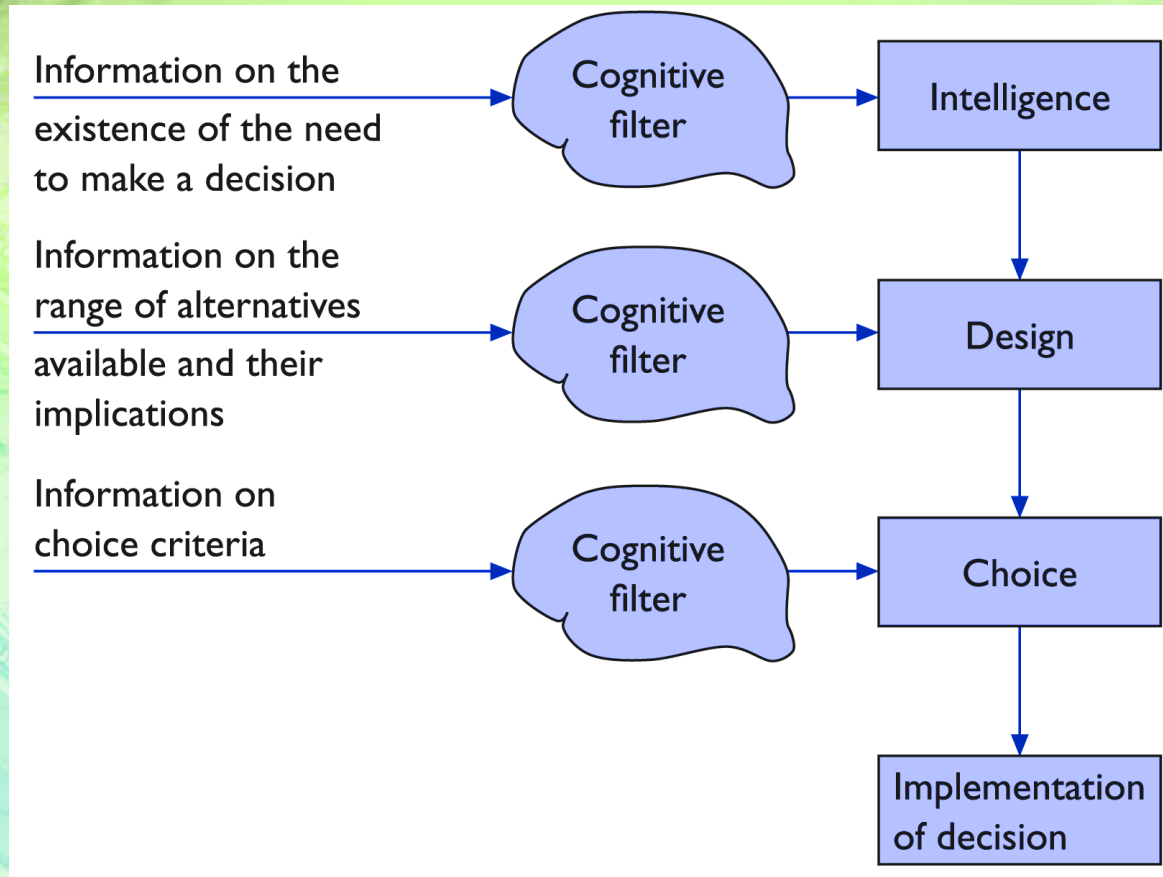 Information on the
existence of the need
to make a decision
Cognitive
filter
Intelligence
Information on the
range of alternatives
available and their
implications
Cognitive
filter
Design
Information on
choice criteria
Cognitive
filter
Choice
Implementation
of decision